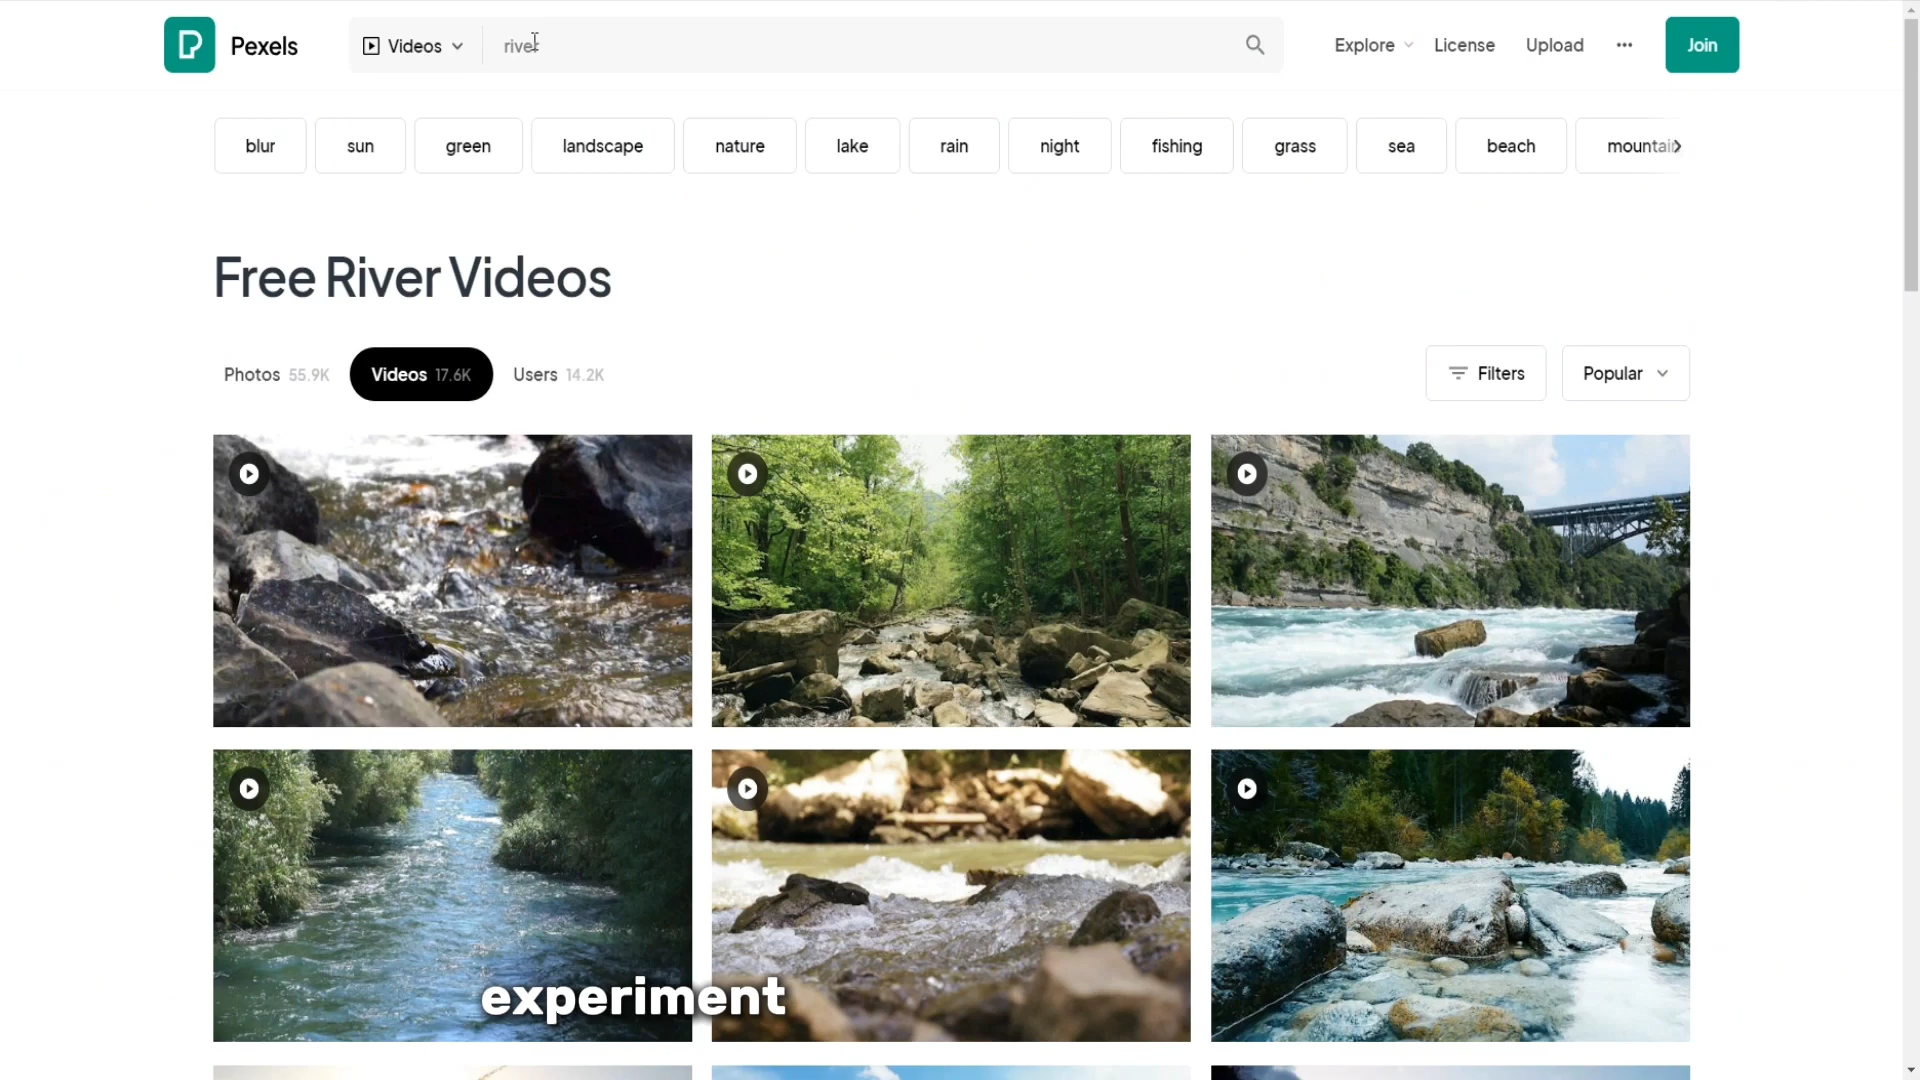 Pexels
Videos
river
Explore
License
Upload
Join
blur
sun
green
landscape
nature
lake
rain
night
fishing
grass
sea
beach
mountain
Free River Videos
Photos 55.9K
Videos 17.6K
Users 14.2K
Filters
Popular
experiment